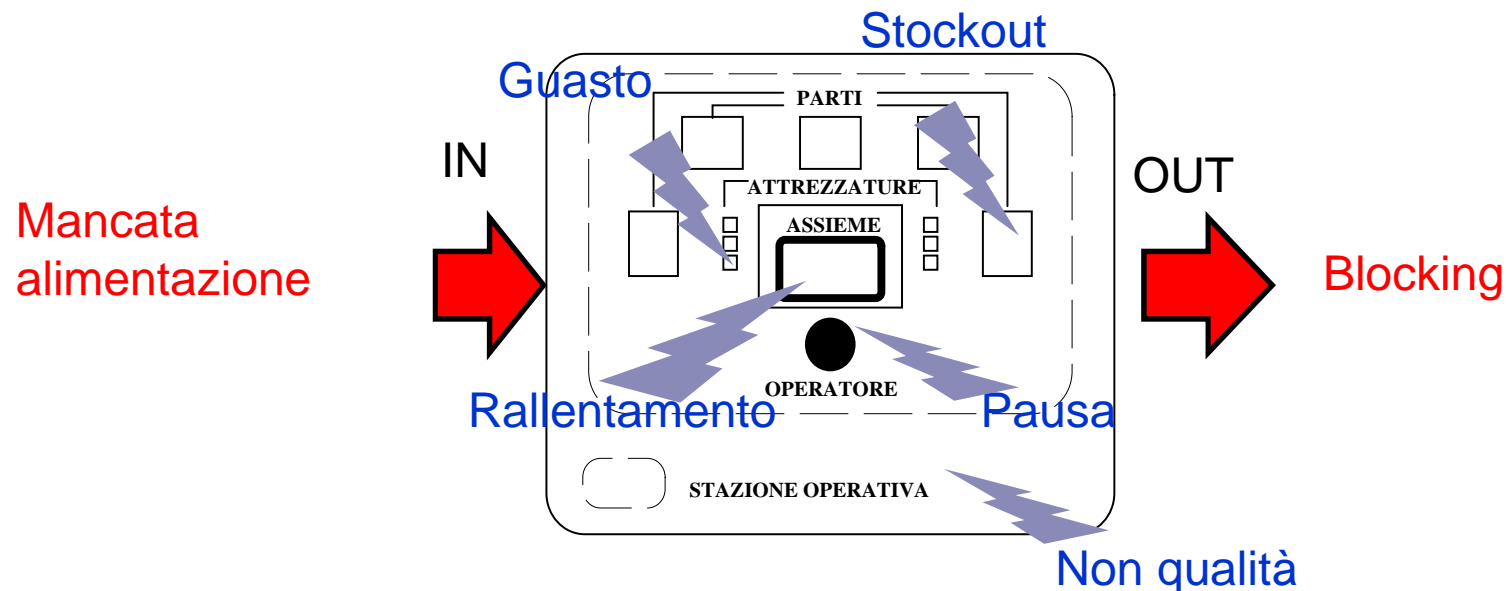 Stockout
Guasto
PARTI
IN
OUT
ATTREZZATURE
Mancata
alimentazione
ASSIEME
Blocking
OPERATORE
Rallentamento
Pausa
STAZIONE OPERATIVA
Non qualità